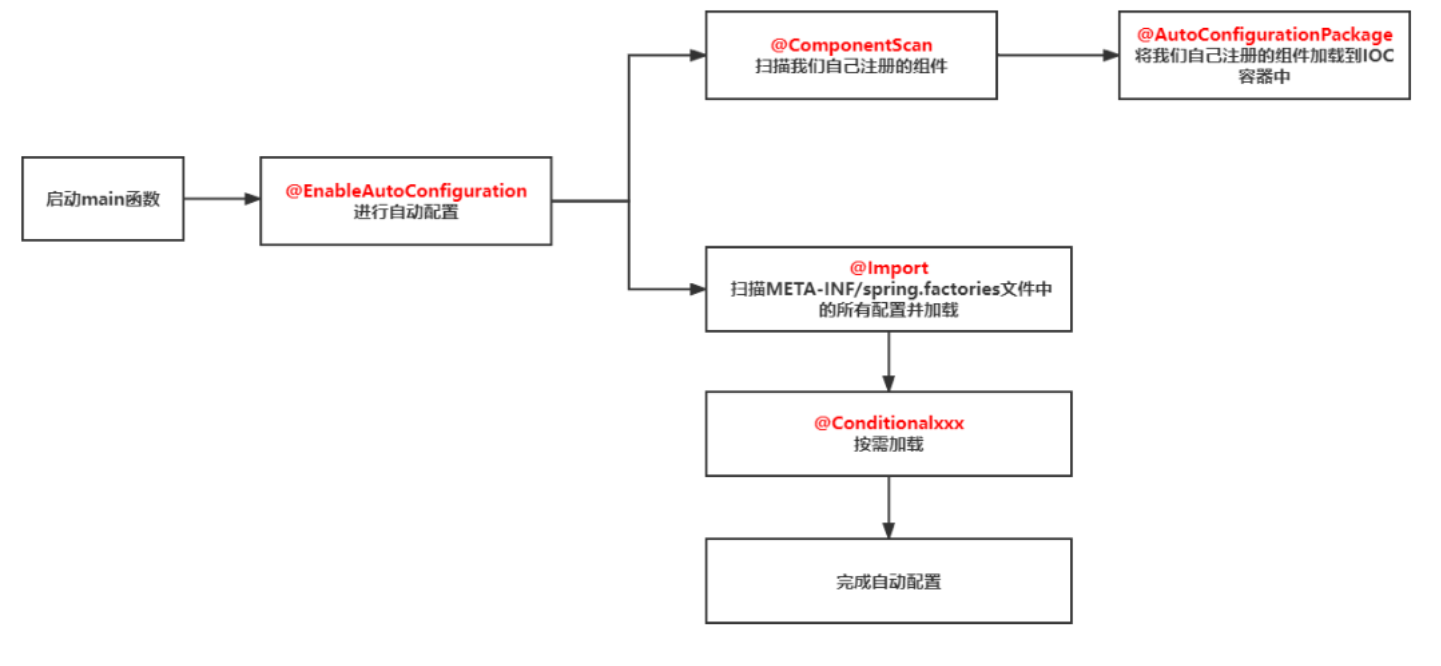 启动main函数
@EnableAutoConfiguration
进行自动配置
@ComponentScan
扫描我们自己注册的组件
@AutoConfigurationPackage
将我们自己注册的组件加载到IOC
容器中
@Import
扫描META-INF/spring.factories文件中
的所有配置并加载
@Conditionalxxx
按需加载
完成自动配置